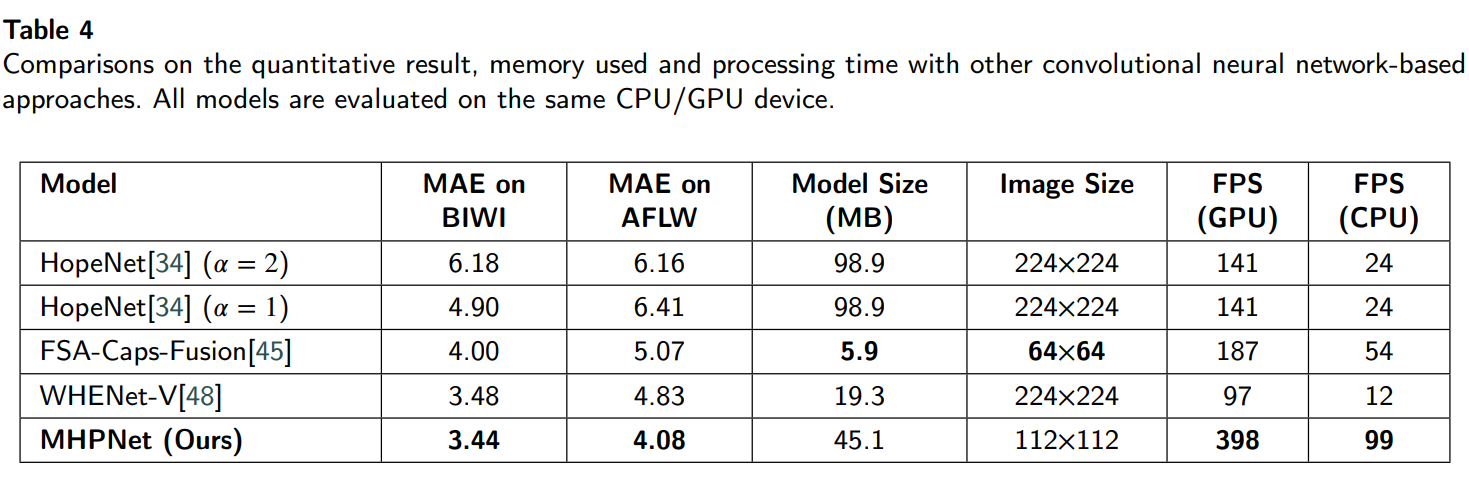 Table 4
Comparisons on the quantitative result, memory used and processing time with other convolutional neural network-based
approaches. All models are evaluated on the same CPU/GPU device.
Model MAE on BIWI MAE on AFLW Model Size (MB) Image Size FPS (GPU) FPS (CPU)
HopeNet[34] (α = 2) 6.18 6.16 98.9 224×224 141 24
HopeNet[34] (α = 1) 4.90 6.41 98.9 224×224 141 24
FSA-Caps-Fusion[45] 4.00 5.07 5.9 64×64 187 54
WHENet-V[48] 3.48 4.83 19.3 224×224 97 12
MHPNet (Ours) 3.44 4.08 45.1 112×112 398 99